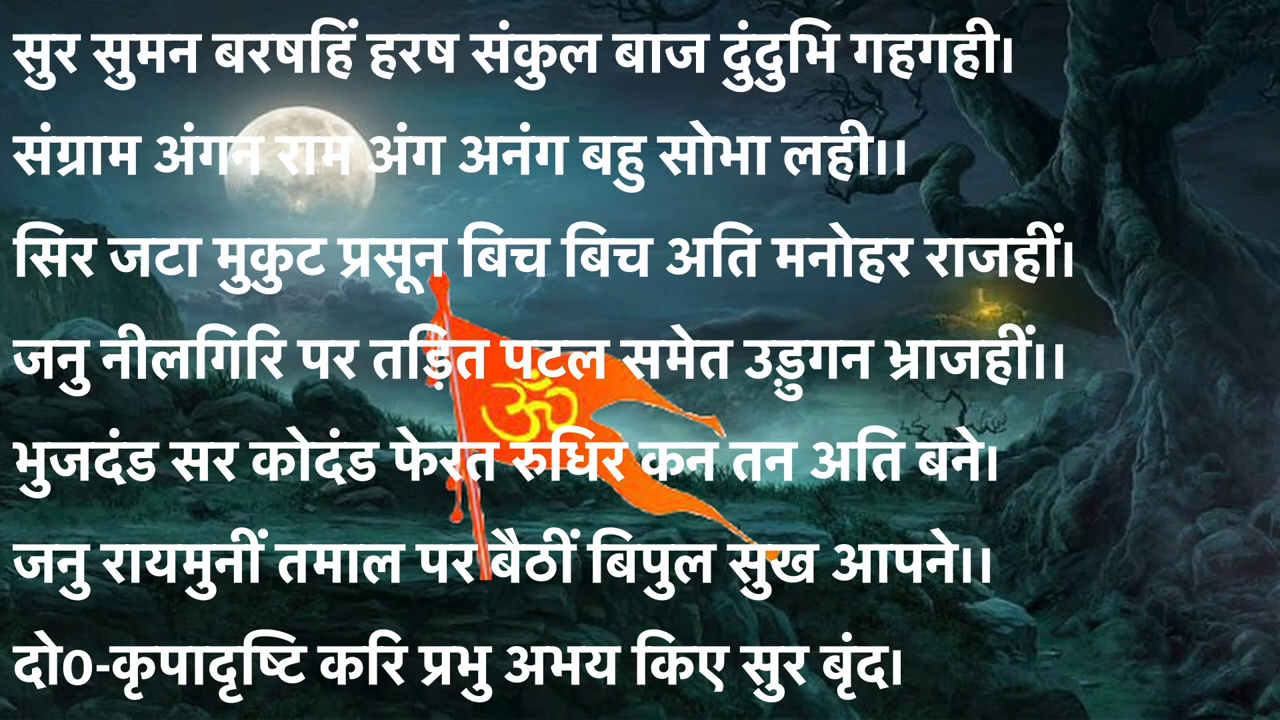 सुर सुमन बरषहिं हरष संकुल बाज दुंदुभि गहगही।
संग्राम अंगन राम अंग अनंग बहु सोभा लही।।
सिर जटा मुकुट प्रसून बिच बिच अति मनोहर राजहीं।
जनु नीलगिरि पर तड़ित पटल समेत उड़ुगन भ्राजहीं।।
भुजदंड सर कोदंड फेरत रुधिर कन तन अति बने।
जनु रायमुनीं तमाल पर बैठीं बिपुल सुख आपने।।
दो0-कृपादृष्टि करि प्रभु अभय किए सुर बृंद।
ॐ